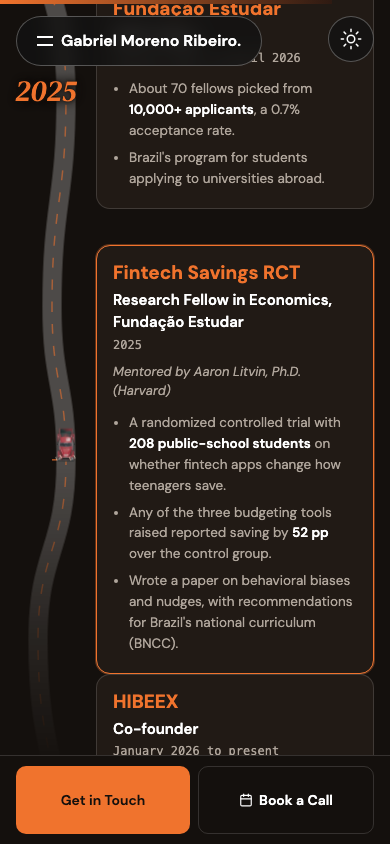 Fundação Estudar
Gabriel Moreno Ribeiro.
2026
2025
About 70 fellows picked from
10,000+ applicants, a 0.7%
acceptance rate.
Brazil's program for students
applying to universities abroad.
Fintech Savings RCT
Research Fellow in Economics,
Fundação Estudar
2025
Mentored by Aaron Litvin, Ph.D.
(Harvard)
A randomized controlled trial with
208 public-school students on
whether fintech apps change how
teenagers save.
Any of the three budgeting tools
raised reported saving by 52 pp
over the control group.
Wrote a paper on behavioral biases
and nudges, with recommendations
for Brazil's national curriculum
(BNCC).
HIBEEX
Co-founder
January 2026 to present
Get in Touch
Book a Call